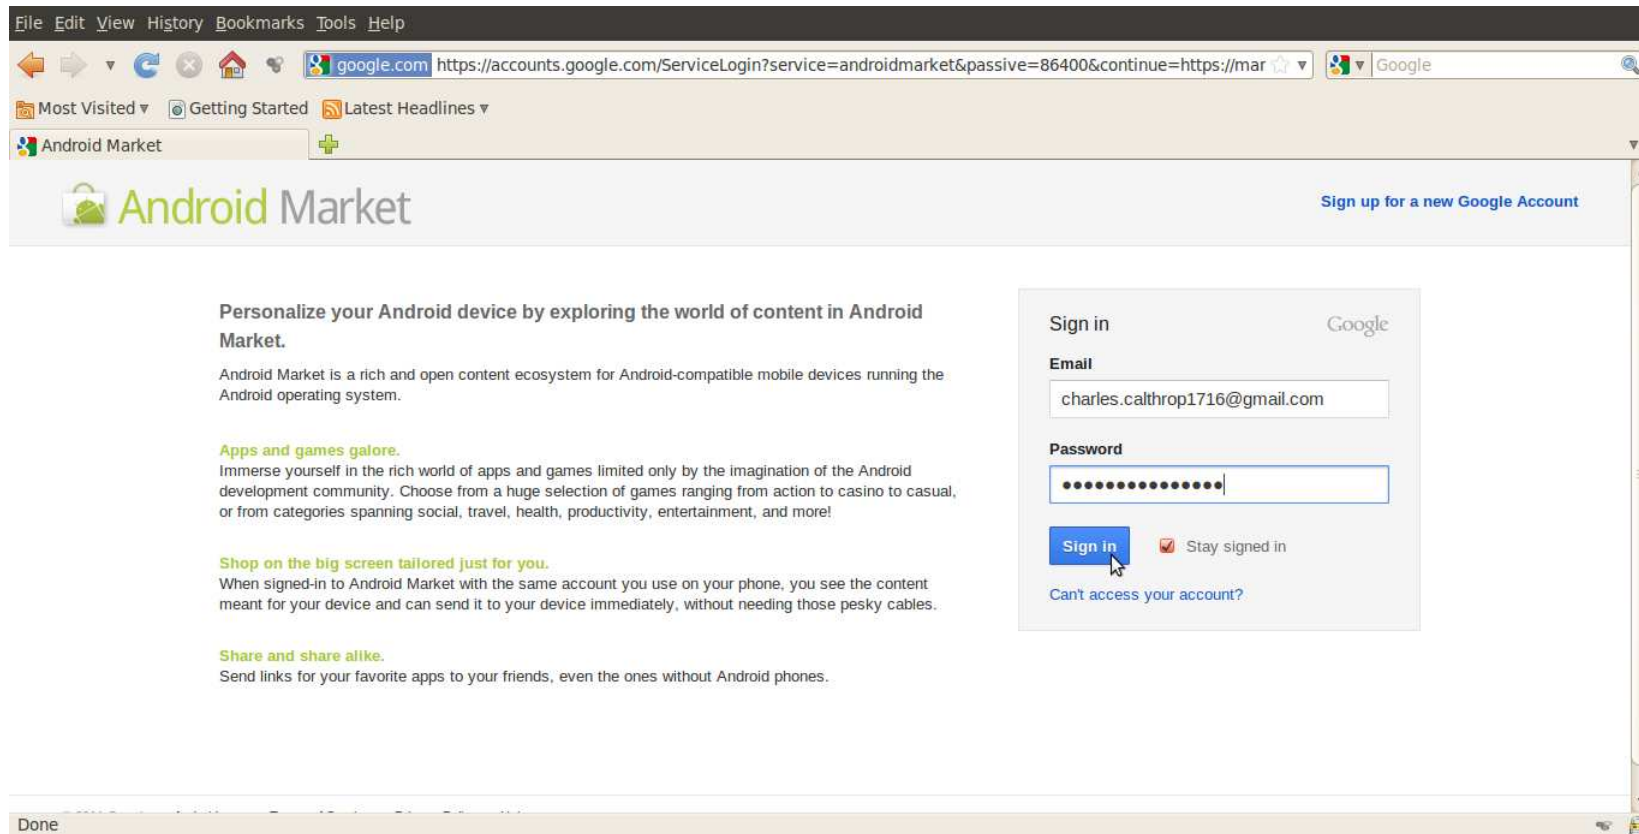 File Edit View History Bookmarks Tools Help
google.com https://accounts.google.com/ServiceLogin?service=androidmarket&passive=86400&continue=https://mar Google
Most Visited Getting Started Latest Headlines
Android Market
Android Market
Sign up for a new Google Account
Personalize your Android device by exploring the world of content in Android
Market.
Android Market is a rich and open content ecosystem for Android-compatible mobile devices running the
Android operating system.
Apps and games galore.
Immerse yourself in the rich world of apps and games limited only by the imagination of the Android
development community. Choose from a huge selection of games ranging from action to casino to casual,
or from categories spanning social, travel, health, productivity, entertainment, and more!
Shop on the big screen tailored just for you.
When signed-in to Android Market with the same account you use on your phone, you see the content
meant for your device and can send it to your device immediately, without needing those pesky cables.
Share and share alike.
Send links for your favorite apps to your friends, even the ones without Android phones.
Sign in Google
Email
charles.calthrop1716@gmail.com
Password
●●●●●●●●●●●●●●●
Sign in Stay signed in
Can't access your account?
Done